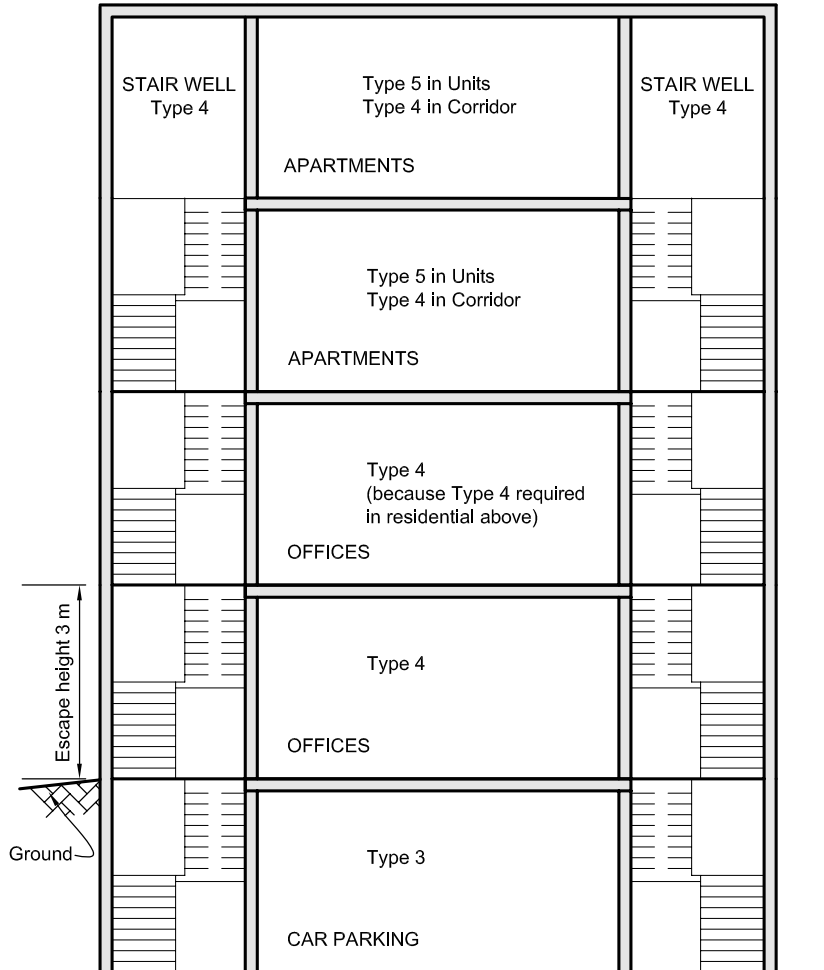 STAIR WELL
Type 4
Type 5 in Units
Type 4 in Corridor
APARTMENTS
STAIR WELL
Type 4
Type 5 in Units
Type 4 in Corridor
APARTMENTS
Type 4
(because Type 4 required
in residential above)
OFFICES
Escape height 3 m
Type 4
OFFICES
Ground
Type 3
CAR PARKING